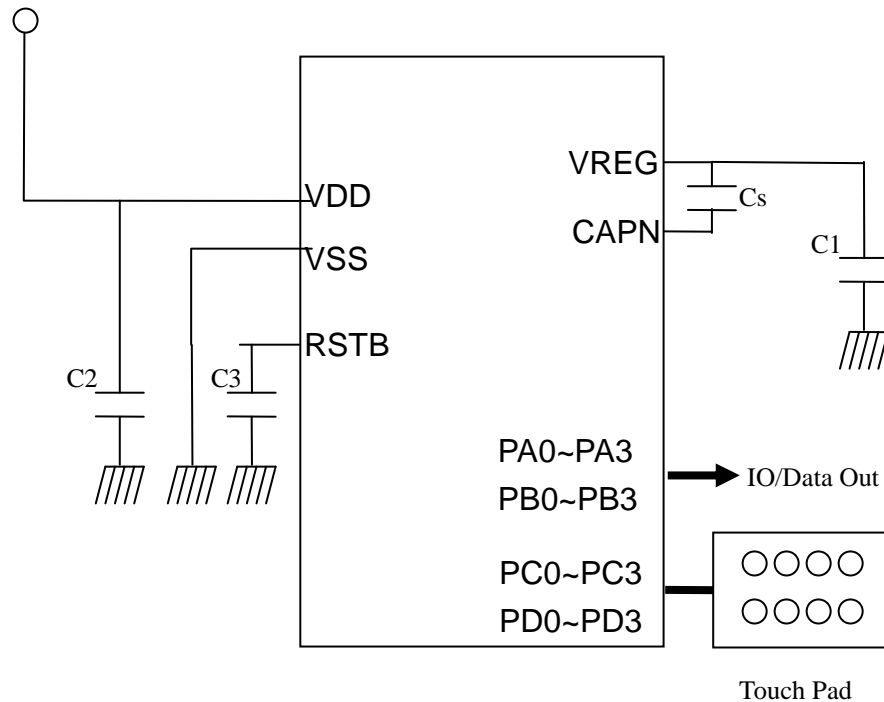 VDD
VSS
RSTB
C2
C3
VREG
CAPN
Cs
C1
PA0~PA3
PB0~PB3
IO/Data Out
PC0~PC3
PD0~PD3
Touch Pad